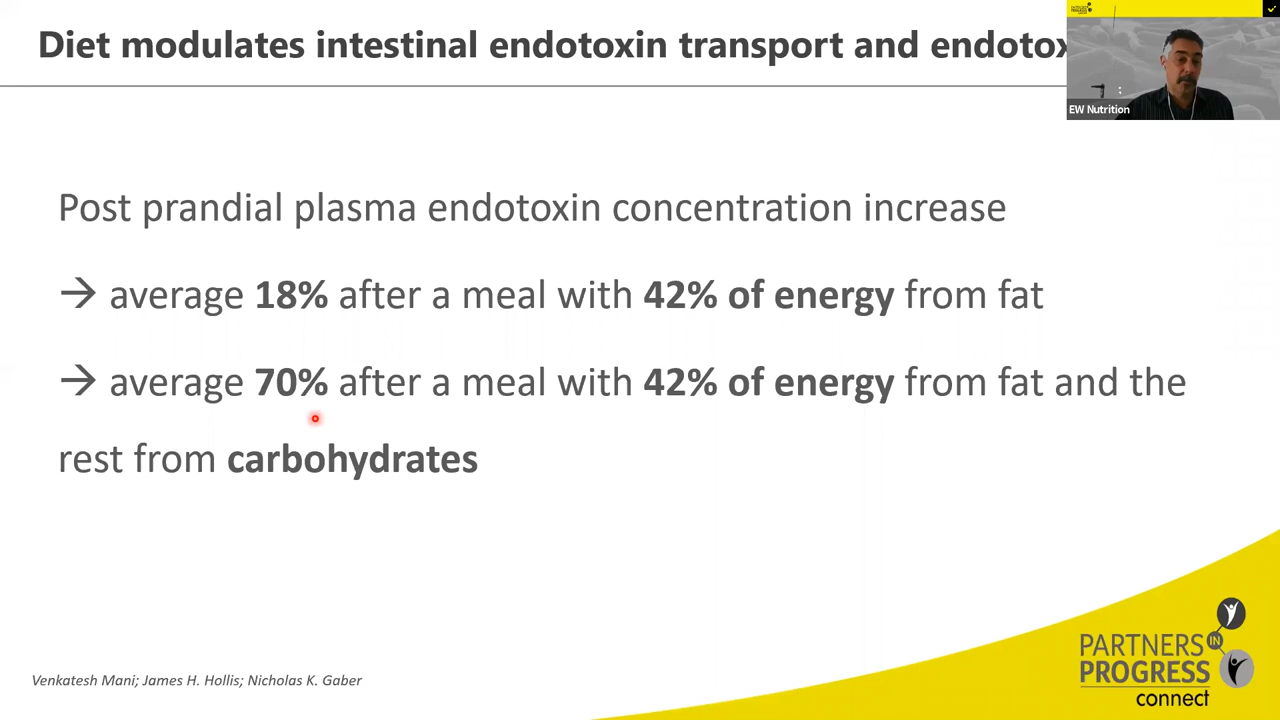 Diet modulates intestinal endotoxin transport and
EW Nutrition
Post prandial plasma endotoxin concentration increase
→ average 18% after a meal with 42% of energy from fat
→ average 70% after a meal with 42% of energy from fat and the
rest from carbohydrates
Venkatesh Mani; James H. Hollis; Nicholas K. Gaber
PARTNERS IN
PROGRESS
connect